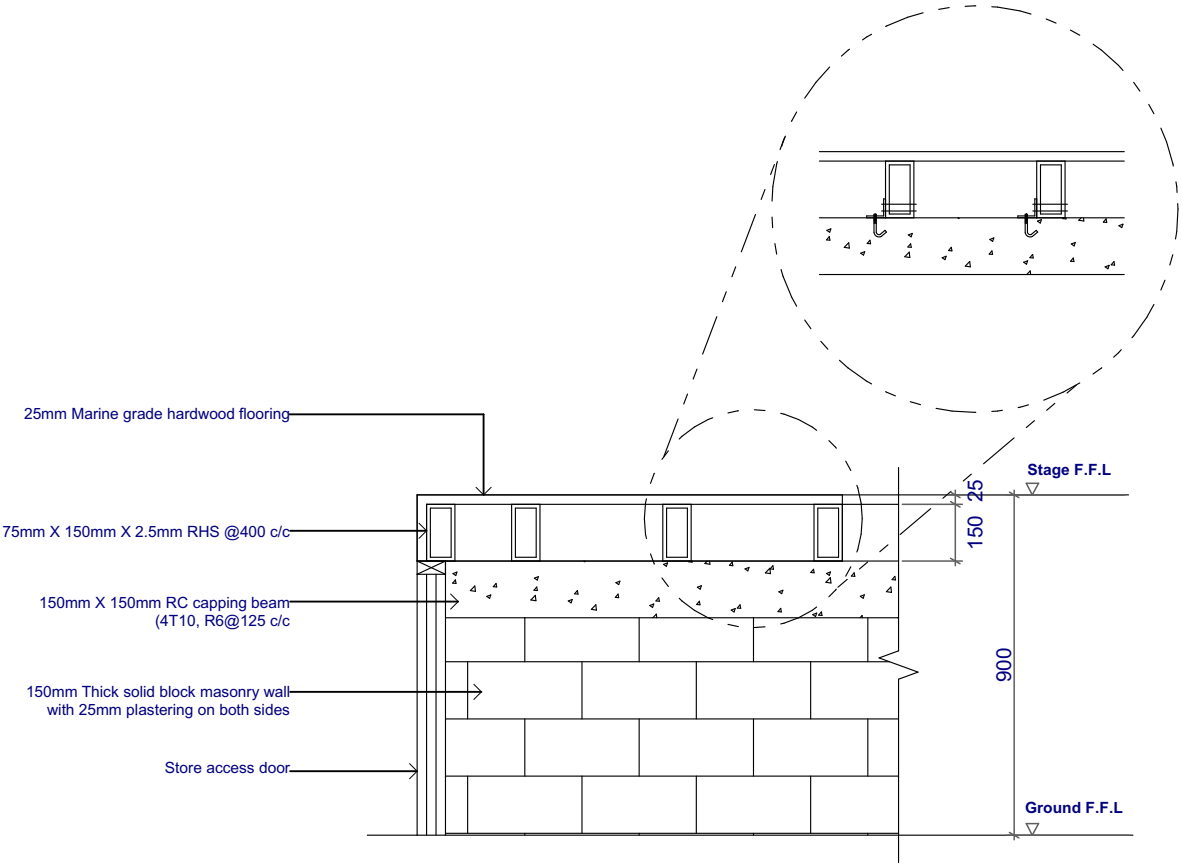 25mm Marine grade hardwood flooring
Stage F.F.L
25
75mm X 150mm X 2.5mm RHS @400 c/c
150
150mm X 150mm RC capping beam
(4T10, R6@125 c/c
900
150mm Thick solid block masonry wall
with 25mm plastering on both sides
Store access door
Ground F.F.L